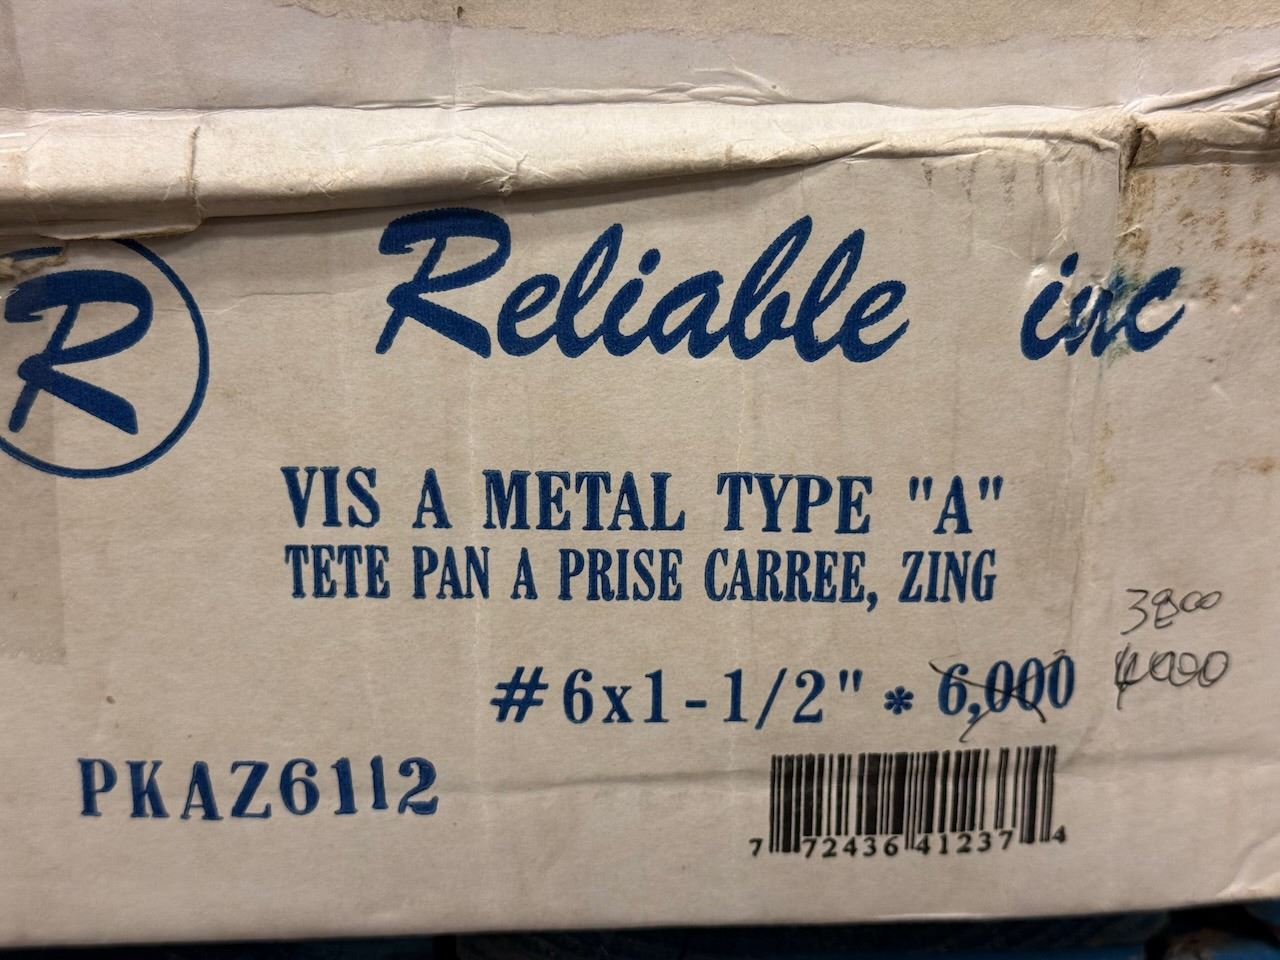 R
Reliable inc
VIS A METAL TYPE "A"
TETE PAN A PRISE CARREE, ZING
3800
#6x1-1/2" * 6,000 4000
PKAZ6112
7 72436 41237 4